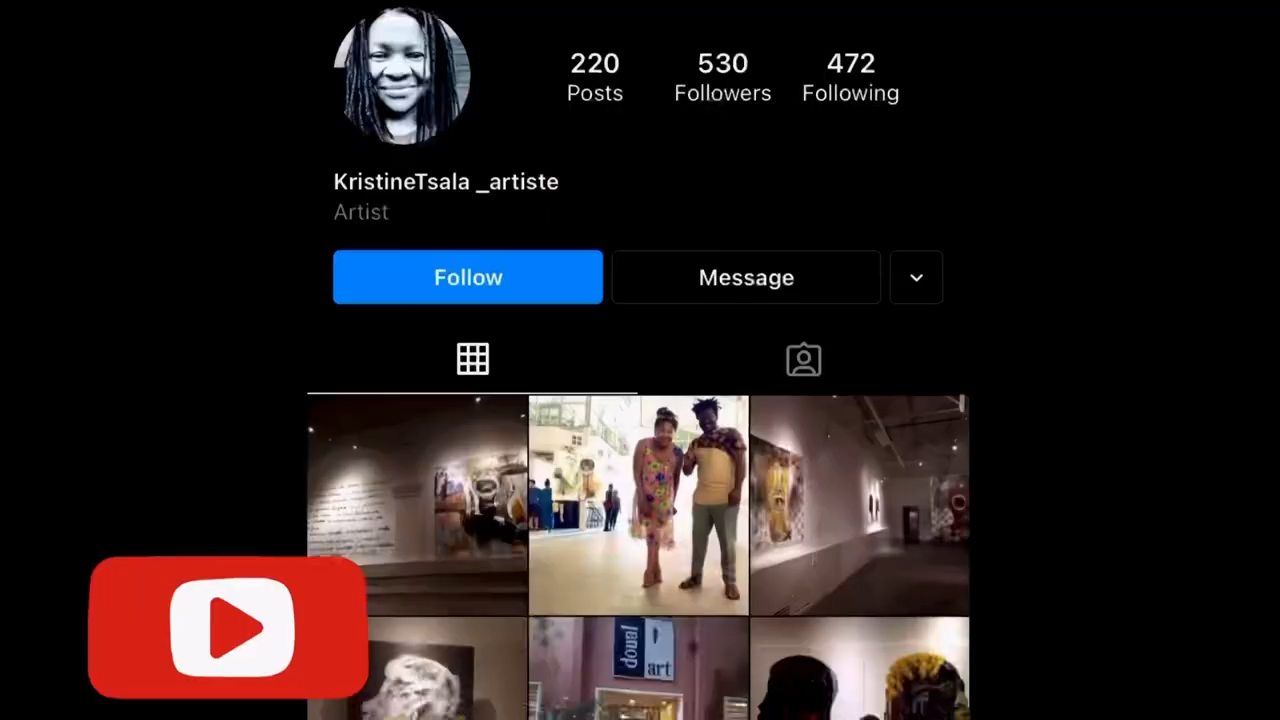 220 530 472
Posts Followers Following
KristineTsala _artiste
Artist
Follow Message
doual
art